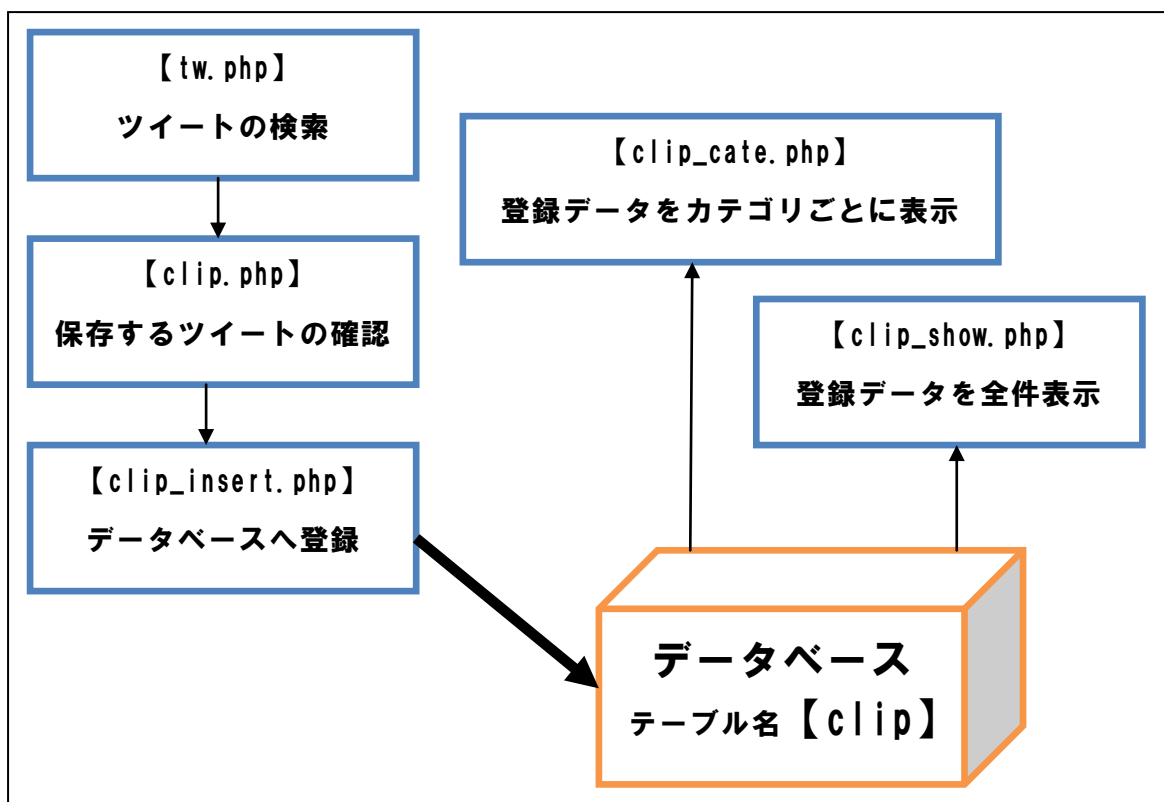 【tw.php】
ツイートの検索
【clip.php】
保存するツイートの確認
【clip_insert.php】
データベースへ登録
【clip_cate.php】
登録データをカテゴリごとに表示
【clip_show.php】
登録データを全件表示
データベース
テーブル名【clip】